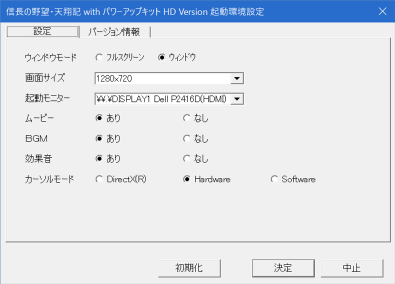 信長の野望・天翔記 with パワーアップキット HD Version 起動環境設定
設定 バージョン情報
ウィンドウモード フルスクリーン ウィンドウ
画面サイズ 1280x720
起動モニター \\.\DISPLAY1 Dell P2416D(HDMI)
ムービー あり なし
BGM あり なし
効果音 あり なし
カーソルモード DirectX(R) Hardware Software
初期化 決定 中止